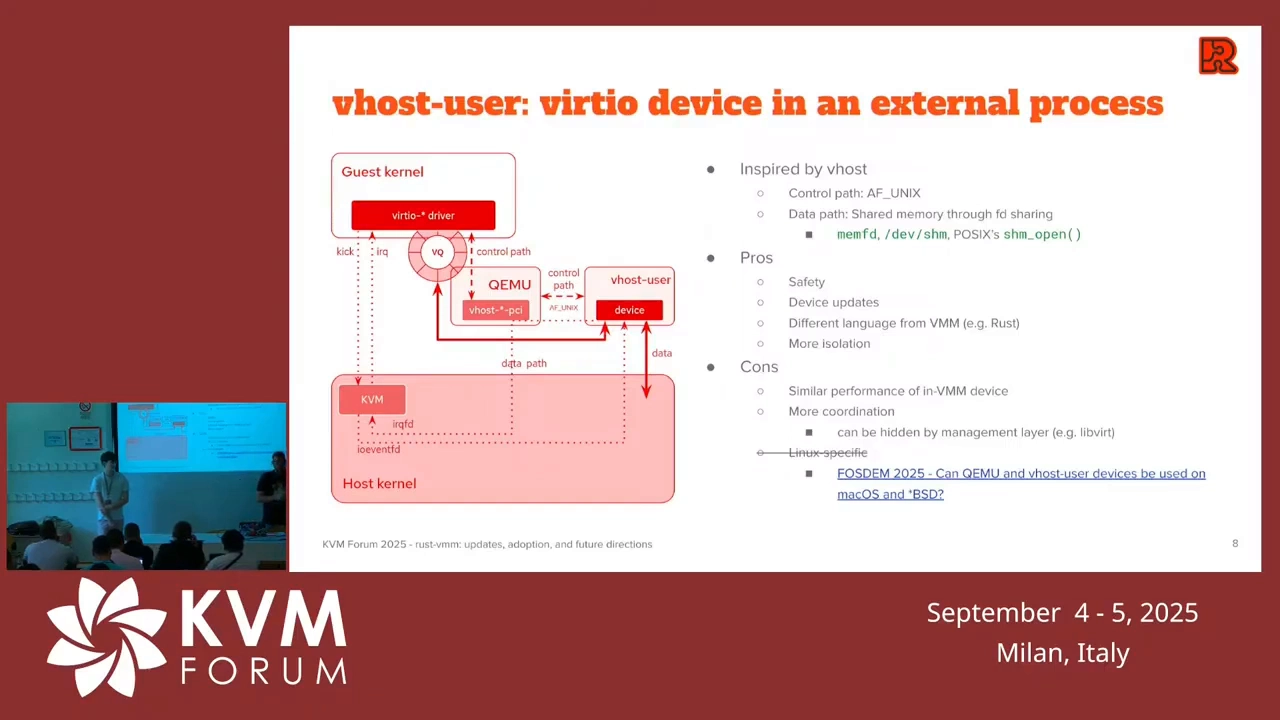 vhost-user: virtio device in an external process
Guest kernel
virtio-* driver
kick
irq
VQ
control path
QEMU
vhost-*-pci
control
path
AF_UNIX
vhost-user
device
data path
data
KVM
irqfd
ioeventfd
Host kernel
● Inspired by vhost
○ Control path: AF_UNIX
○ Data path: Shared memory through fd sharing
■ memfd, /dev/shm, POSIX's shm_open()
● Pros
○ Safety
○ Device updates
○ Different language from VMM (e.g. Rust)
○ More isolation
● Cons
○ Similar performance of in-VMM device
○ More coordination
■ can be hidden by management layer (e.g. libvirt)
○ Linux-specific
■ FOSDEM 2025 - Can QEMU and vhost-user devices be used on
macOS and *BSD?
KVM Forum 2025 - rust-vmm: updates, adoption, and future directions
8
KVM
FORUM
September 4 - 5, 2025
Milan, Italy